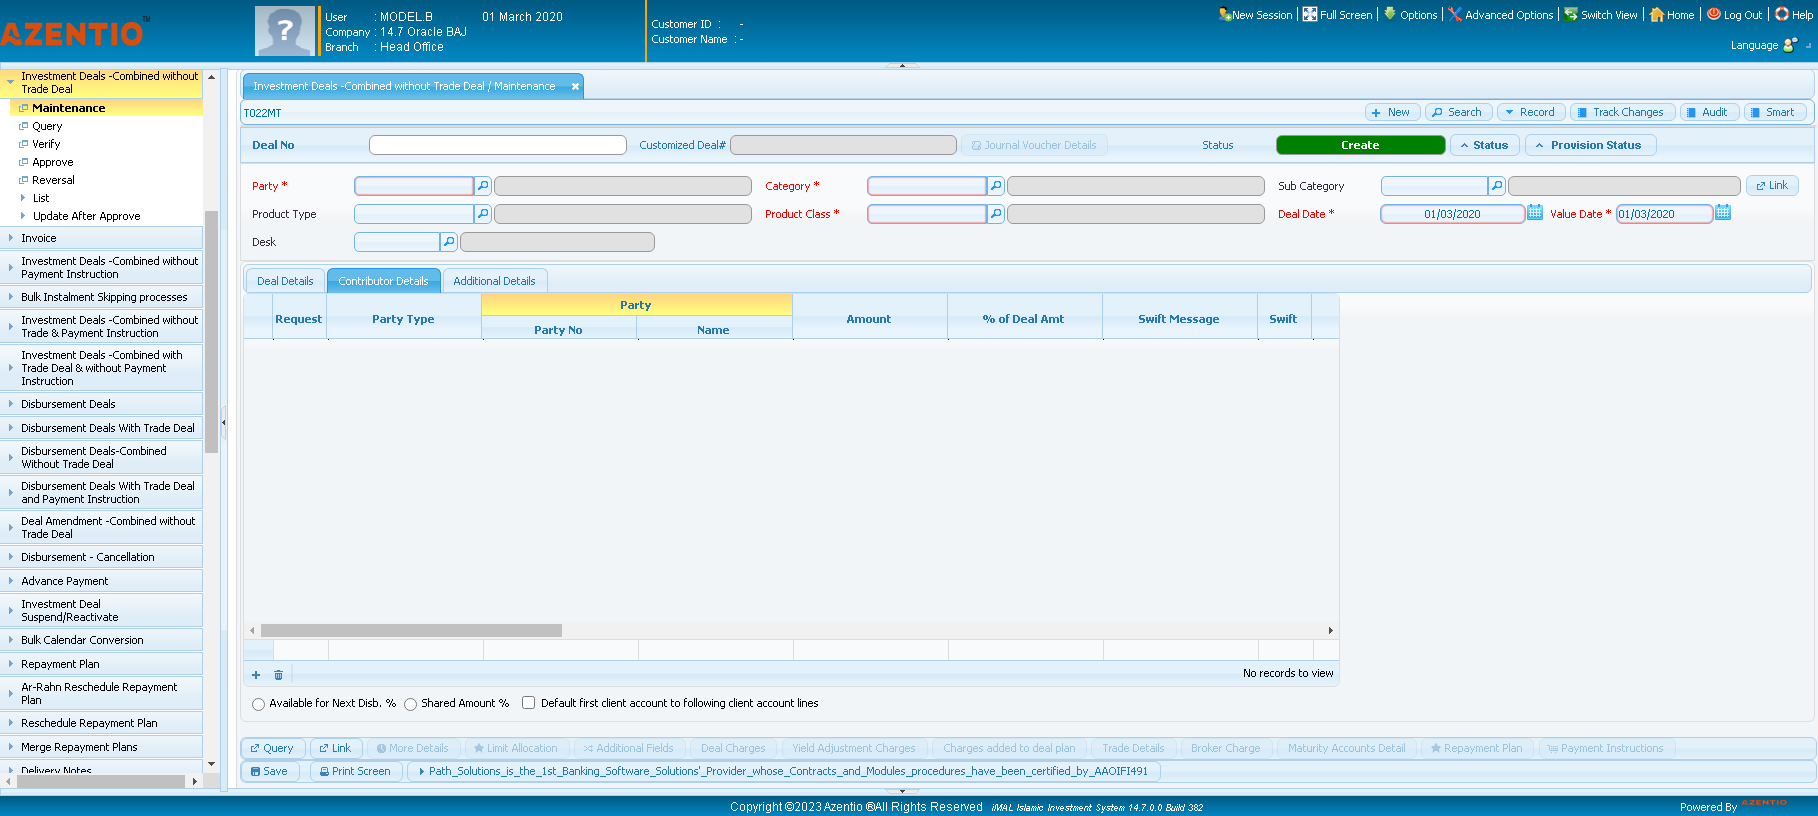 AZENTIO™
User : MODEL.B 01 March 2020
Company : 14.7 Oracle BAJ
Branch : Head Office
Customer ID : -
Customer Name : -
New Session Full Screen Options Advanced Options Switch View Home Log Out Help
Language
Investment Deals -Combined without
Trade Deal
Maintenance
Query
Verify
Approve
Reversal
List
Update After Approve
Invoice
Investment Deals -Combined without
Payment Instruction
Bulk Instalment Skipping processes
Investment Deals -Combined without
Trade & Payment Instruction
Investment Deals -Combined with
Trade Deal & without Payment
Instruction
Disbursement Deals
Disbursement Deals With Trade Deal
Disbursement Deals-Combined
Without Trade Deal
Disbursement Deals With Trade Deal
and Payment Instruction
Deal Amendment -Combined without
Trade Deal
Disbursement - Cancellation
Advance Payment
Investment Deal
Suspend/Reactivate
Bulk Calendar Conversion
Repayment Plan
Ar-Rahn Reschedule Repayment
Plan
Reschedule Repayment Plan
Merge Repayment Plans
Delivery Notes
Investment Deals -Combined without Trade Deal / Maintenance
T022MT
New Search Record Track Changes Audit Smart
Deal No Customized Deal# Journal Voucher Details Status Create Status Provision Status
Party * Category * Sub Category Link
Product Type Product Class * Deal Date * 01/03/2020 Value Date * 01/03/2020
Desk
Deal Details Contributor Details Additional Details
Request Party Type Party Amount % of Deal Amt Swift Message Swift
Party No Name
No records to view
Available for Next Disb. % Shared Amount % Default first client account to following client account lines
Query Link More Details Limit Allocation Additional Fields Deal Charges Yield Adjustment Charges Charges added to deal plan Trade Details Broker Charge Maturity Accounts Detail Repayment Plan Payment Instructions
Save Print Screen Path_Solutions_is_the_1st_Banking_Software_Solutions'_Provider_whose_Contracts_and_Modules_procedures_have_been_certified_by_AAOIFI491
Copyright ©2023 Azentio ®All Rights Reserved iMAL Islamic Investment System 14.7.0.0 Build 382
Powered By AZENTIO